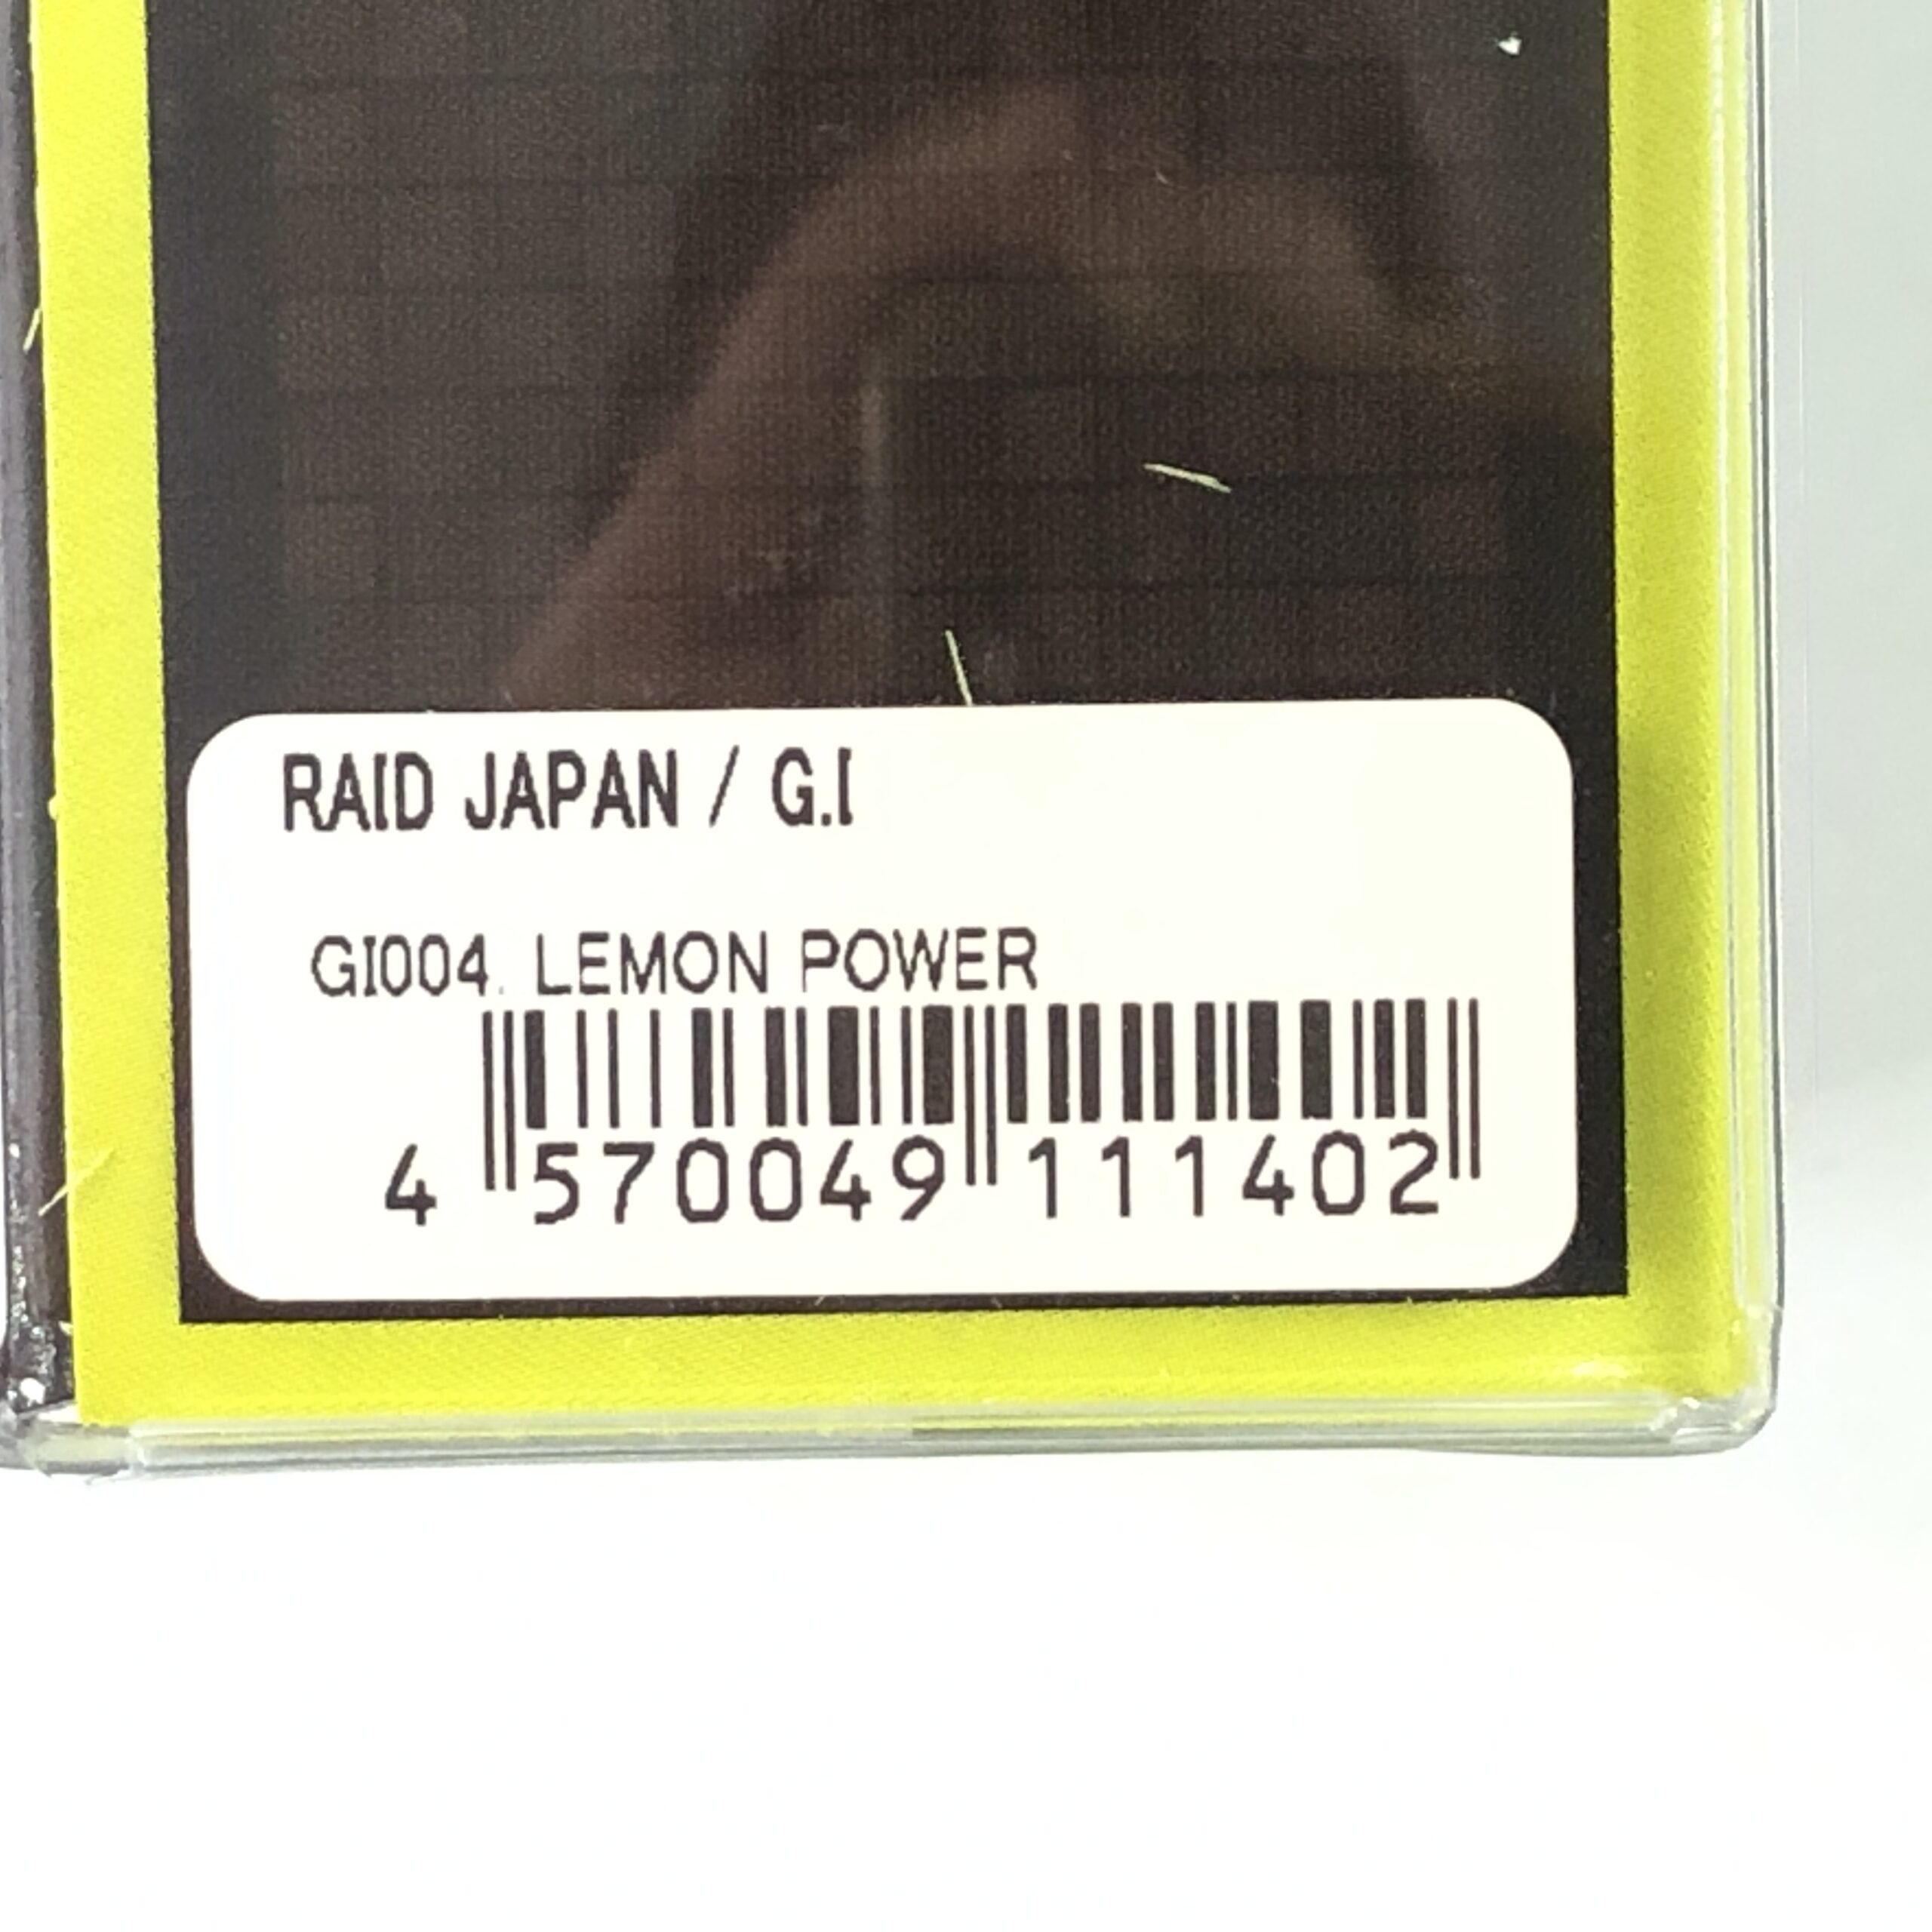 RAID JAPAN / G.I
GI004. LEMON POWER
4 570049 111402